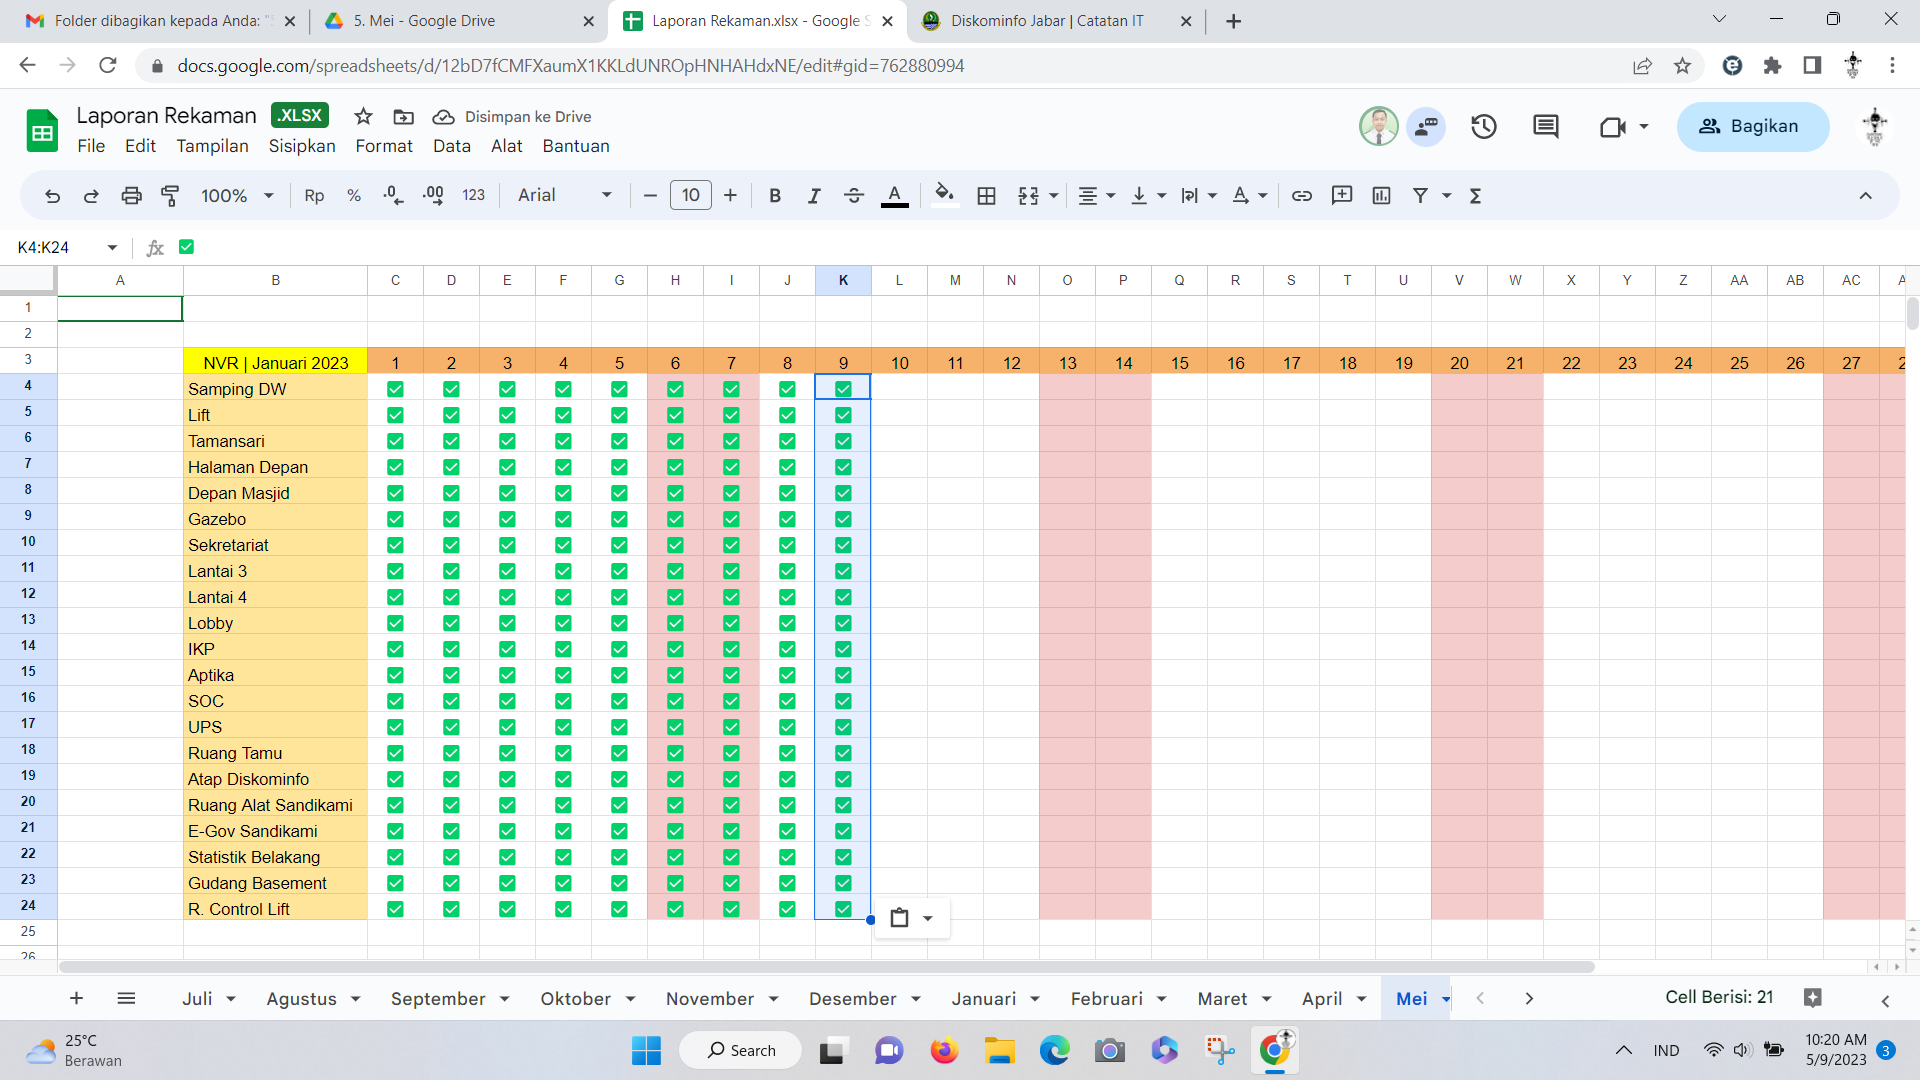 Folder dibagikan kepada Anda: "
5. Mei - Google Drive
Laporan Rekaman.xlsx - Google S
Diskominfo Jabar | Catatan IT
docs.google.com/spreadsheets/d/12bD7fCMFXaumX1KKLdUNROpHNHAHdxNE/edit#gid=762880994
Laporan Rekaman .XLSX Disimpan ke Drive
File Edit Tampilan Sisipkan Format Data Alat Bantuan
Bagikan
100% Rp % .0 .00 123 Arial 10 B I S A
K4:K24 fx ✅
A B C D E F G H I J K L M N O P Q R S T U V W X Y Z AA AB AC A
1
2
3 NVR | Januari 2023 1 2 3 4 5 6 7 8 9 10 11 12 13 14 15 16 17 18 19 20 21 22 23 24 25 26 27 2
4 Samping DW ✅ ✅ ✅ ✅ ✅ ✅ ✅ ✅ ✅
5 Lift ✅ ✅ ✅ ✅ ✅ ✅ ✅ ✅ ✅
6 Tamansari ✅ ✅ ✅ ✅ ✅ ✅ ✅ ✅ ✅
7 Halaman Depan ✅ ✅ ✅ ✅ ✅ ✅ ✅ ✅ ✅
8 Depan Masjid ✅ ✅ ✅ ✅ ✅ ✅ ✅ ✅ ✅
9 Gazebo ✅ ✅ ✅ ✅ ✅ ✅ ✅ ✅ ✅
10 Sekretariat ✅ ✅ ✅ ✅ ✅ ✅ ✅ ✅ ✅
11 Lantai 3 ✅ ✅ ✅ ✅ ✅ ✅ ✅ ✅ ✅
12 Lantai 4 ✅ ✅ ✅ ✅ ✅ ✅ ✅ ✅ ✅
13 Lobby ✅ ✅ ✅ ✅ ✅ ✅ ✅ ✅ ✅
14 IKP ✅ ✅ ✅ ✅ ✅ ✅ ✅ ✅ ✅
15 Aptika ✅ ✅ ✅ ✅ ✅ ✅ ✅ ✅ ✅
16 SOC ✅ ✅ ✅ ✅ ✅ ✅ ✅ ✅ ✅
17 UPS ✅ ✅ ✅ ✅ ✅ ✅ ✅ ✅ ✅
18 Ruang Tamu ✅ ✅ ✅ ✅ ✅ ✅ ✅ ✅ ✅
19 Atap Diskominfo ✅ ✅ ✅ ✅ ✅ ✅ ✅ ✅ ✅
20 Ruang Alat Sandikami ✅ ✅ ✅ ✅ ✅ ✅ ✅ ✅ ✅
21 E-Gov Sandikami ✅ ✅ ✅ ✅ ✅ ✅ ✅ ✅ ✅
22 Statistik Belakang ✅ ✅ ✅ ✅ ✅ ✅ ✅ ✅ ✅
23 Gudang Basement ✅ ✅ ✅ ✅ ✅ ✅ ✅ ✅ ✅
24 R. Control Lift ✅ ✅ ✅ ✅ ✅ ✅ ✅ ✅ ✅
25
26
Juli Agustus September Oktober November Desember Januari Februari Maret April Mei Cell Berisi: 21
25°C
Berawan
Search
IND
10:20 AM
5/9/2023
3